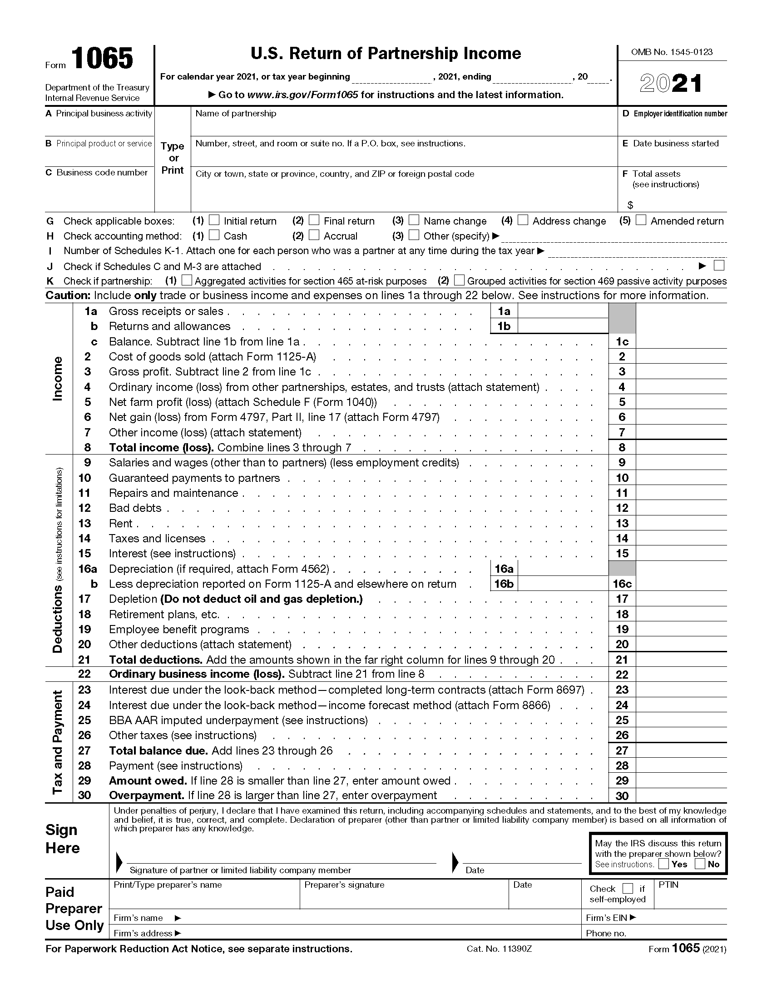 Form 1065
Department of the Treasury
Internal Revenue Service
U.S. Return of Partnership Income
For calendar year 2021, or tax year beginning , 2021, ending , 20 .
▶ Go to www.irs.gov/Form1065 for instructions and the latest information.
OMB No. 1545-0123
2021
A Principal business activity
B Principal product or service
C Business code number
Type
or
Print
Name of partnership
Number, street, and room or suite no. If a P.O. box, see instructions.
City or town, state or province, country, and ZIP or foreign postal code
D Employer identification number
E Date business started
F Total assets
(see instructions)
$
G Check applicable boxes: (1) Initial return (2) Final return (3) Name change (4) Address change (5) Amended return
H Check accounting method: (1) Cash (2) Accrual (3) Other (specify) ▶
I Number of Schedules K-1. Attach one for each person who was a partner at any time during the tax year ▶
J Check if Schedules C and M-3 are attached . . . . . . . . . . . . . . . . . . . . . . . . . . . . ▶
K Check if partnership: (1) Aggregated activities for section 465 at-risk purposes (2) Grouped activities for section 469 passive activity purposes
Caution: Include only trade or business income and expenses on lines 1a through 22 below. See instructions for more information.
Income
1a Gross receipts or sales . . . . . . . . . . . . . . . . . 1a
b Returns and allowances . . . . . . . . . . . . . . . . 1b
c Balance. Subtract line 1b from line 1a . . . . . . . . . . . . . . . . . . . . 1c
2 Cost of goods sold (attach Form 1125-A) . . . . . . . . . . . . . . . . . . 2
3 Gross profit. Subtract line 2 from line 1c . . . . . . . . . . . . . . . . . . . 3
4 Ordinary income (loss) from other partnerships, estates, and trusts (attach statement) . . . . 4
5 Net farm profit (loss) (attach Schedule F (Form 1040)) . . . . . . . . . . . . . . 5
6 Net gain (loss) from Form 4797, Part II, line 17 (attach Form 4797) . . . . . . . . . . 6
7 Other income (loss) (attach statement) . . . . . . . . . . . . . . . . . . . 7
8 Total income (loss). Combine lines 3 through 7 . . . . . . . . . . . . . . . . 8
Deductions (see instructions for limitations)
9 Salaries and wages (other than to partners) (less employment credits) . . . . . . . . . 9
10 Guaranteed payments to partners . . . . . . . . . . . . . . . . . . . . . 10
11 Repairs and maintenance . . . . . . . . . . . . . . . . . . . . . . . . 11
12 Bad debts . . . . . . . . . . . . . . . . . . . . . . . . . . . . . 12
13 Rent . . . . . . . . . . . . . . . . . . . . . . . . . . . . . . . 13
14 Taxes and licenses . . . . . . . . . . . . . . . . . . . . . . . . . . 14
15 Interest (see instructions) . . . . . . . . . . . . . . . . . . . . . . . . 15
16a Depreciation (if required, attach Form 4562) . . . . . . . . . . 16a
b Less depreciation reported on Form 1125-A and elsewhere on return . 16b 16c
17 Depletion (Do not deduct oil and gas depletion.) . . . . . . . . . . . . . . . 17
18 Retirement plans, etc. . . . . . . . . . . . . . . . . . . . . . . . . . 18
19 Employee benefit programs . . . . . . . . . . . . . . . . . . . . . . . 19
20 Other deductions (attach statement) . . . . . . . . . . . . . . . . . . . . 20
21 Total deductions. Add the amounts shown in the far right column for lines 9 through 20 . . . 21
22 Ordinary business income (loss). Subtract line 21 from line 8 . . . . . . . . . . . 22
Tax and Payment
23 Interest due under the look-back method—completed long-term contracts (attach Form 8697) . 23
24 Interest due under the look-back method—income forecast method (attach Form 8866) . . . 24
25 BBA AAR imputed underpayment (see instructions) . . . . . . . . . . . . . . . 25
26 Other taxes (see instructions) . . . . . . . . . . . . . . . . . . . . . . 26
27 Total balance due. Add lines 23 through 26 . . . . . . . . . . . . . . . . . 27
28 Payment (see instructions) . . . . . . . . . . . . . . . . . . . . . . . 28
29 Amount owed. If line 28 is smaller than line 27, enter amount owed . . . . . . . . . . 29
30 Overpayment. If line 28 is larger than line 27, enter overpayment . . . . . . . . . . 30
Sign
Here
Under penalties of perjury, I declare that I have examined this return, including accompanying schedules and statements, and to the best of my knowledge
and belief, it is true, correct, and complete. Declaration of preparer (other than partner or limited liability company member) is based on all information of
which preparer has any knowledge.
Signature of partner or limited liability company member
Date
May the IRS discuss this return
with the preparer shown below?
See instructions. Yes No
Paid
Preparer
Use Only
Print/Type preparer's name
Preparer's signature
Date
Check if
self-employed
PTIN
Firm's name ▶
Firm's EIN ▶
Firm's address ▶
Phone no.
For Paperwork Reduction Act Notice, see separate instructions. Cat. No. 11390Z Form 1065 (2021)